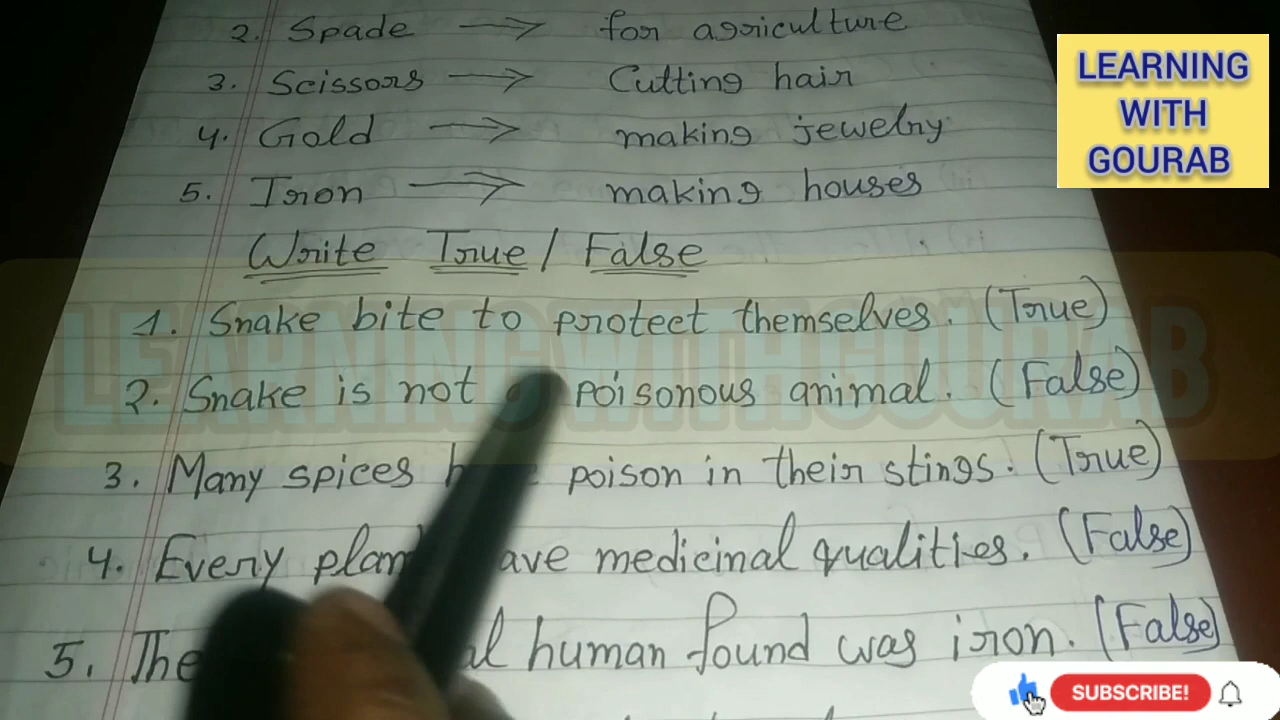 2. Spade → for agriculture
3. Scissors → Cutting hair
4. Gold → making jewelry
5. Iron → making houses
Write True / False
1. Snake bite to protect themselves. (True)
2. Snake is not poisonous animal. (False)
3. Many spices poison in their stings. (True)
4. Every medicinal qualities. (False)
5. The human found was iron. (False)
LEARNING
WITH
GOURAB
LEARNING WITH GOURAB
SUBSCRIBE!